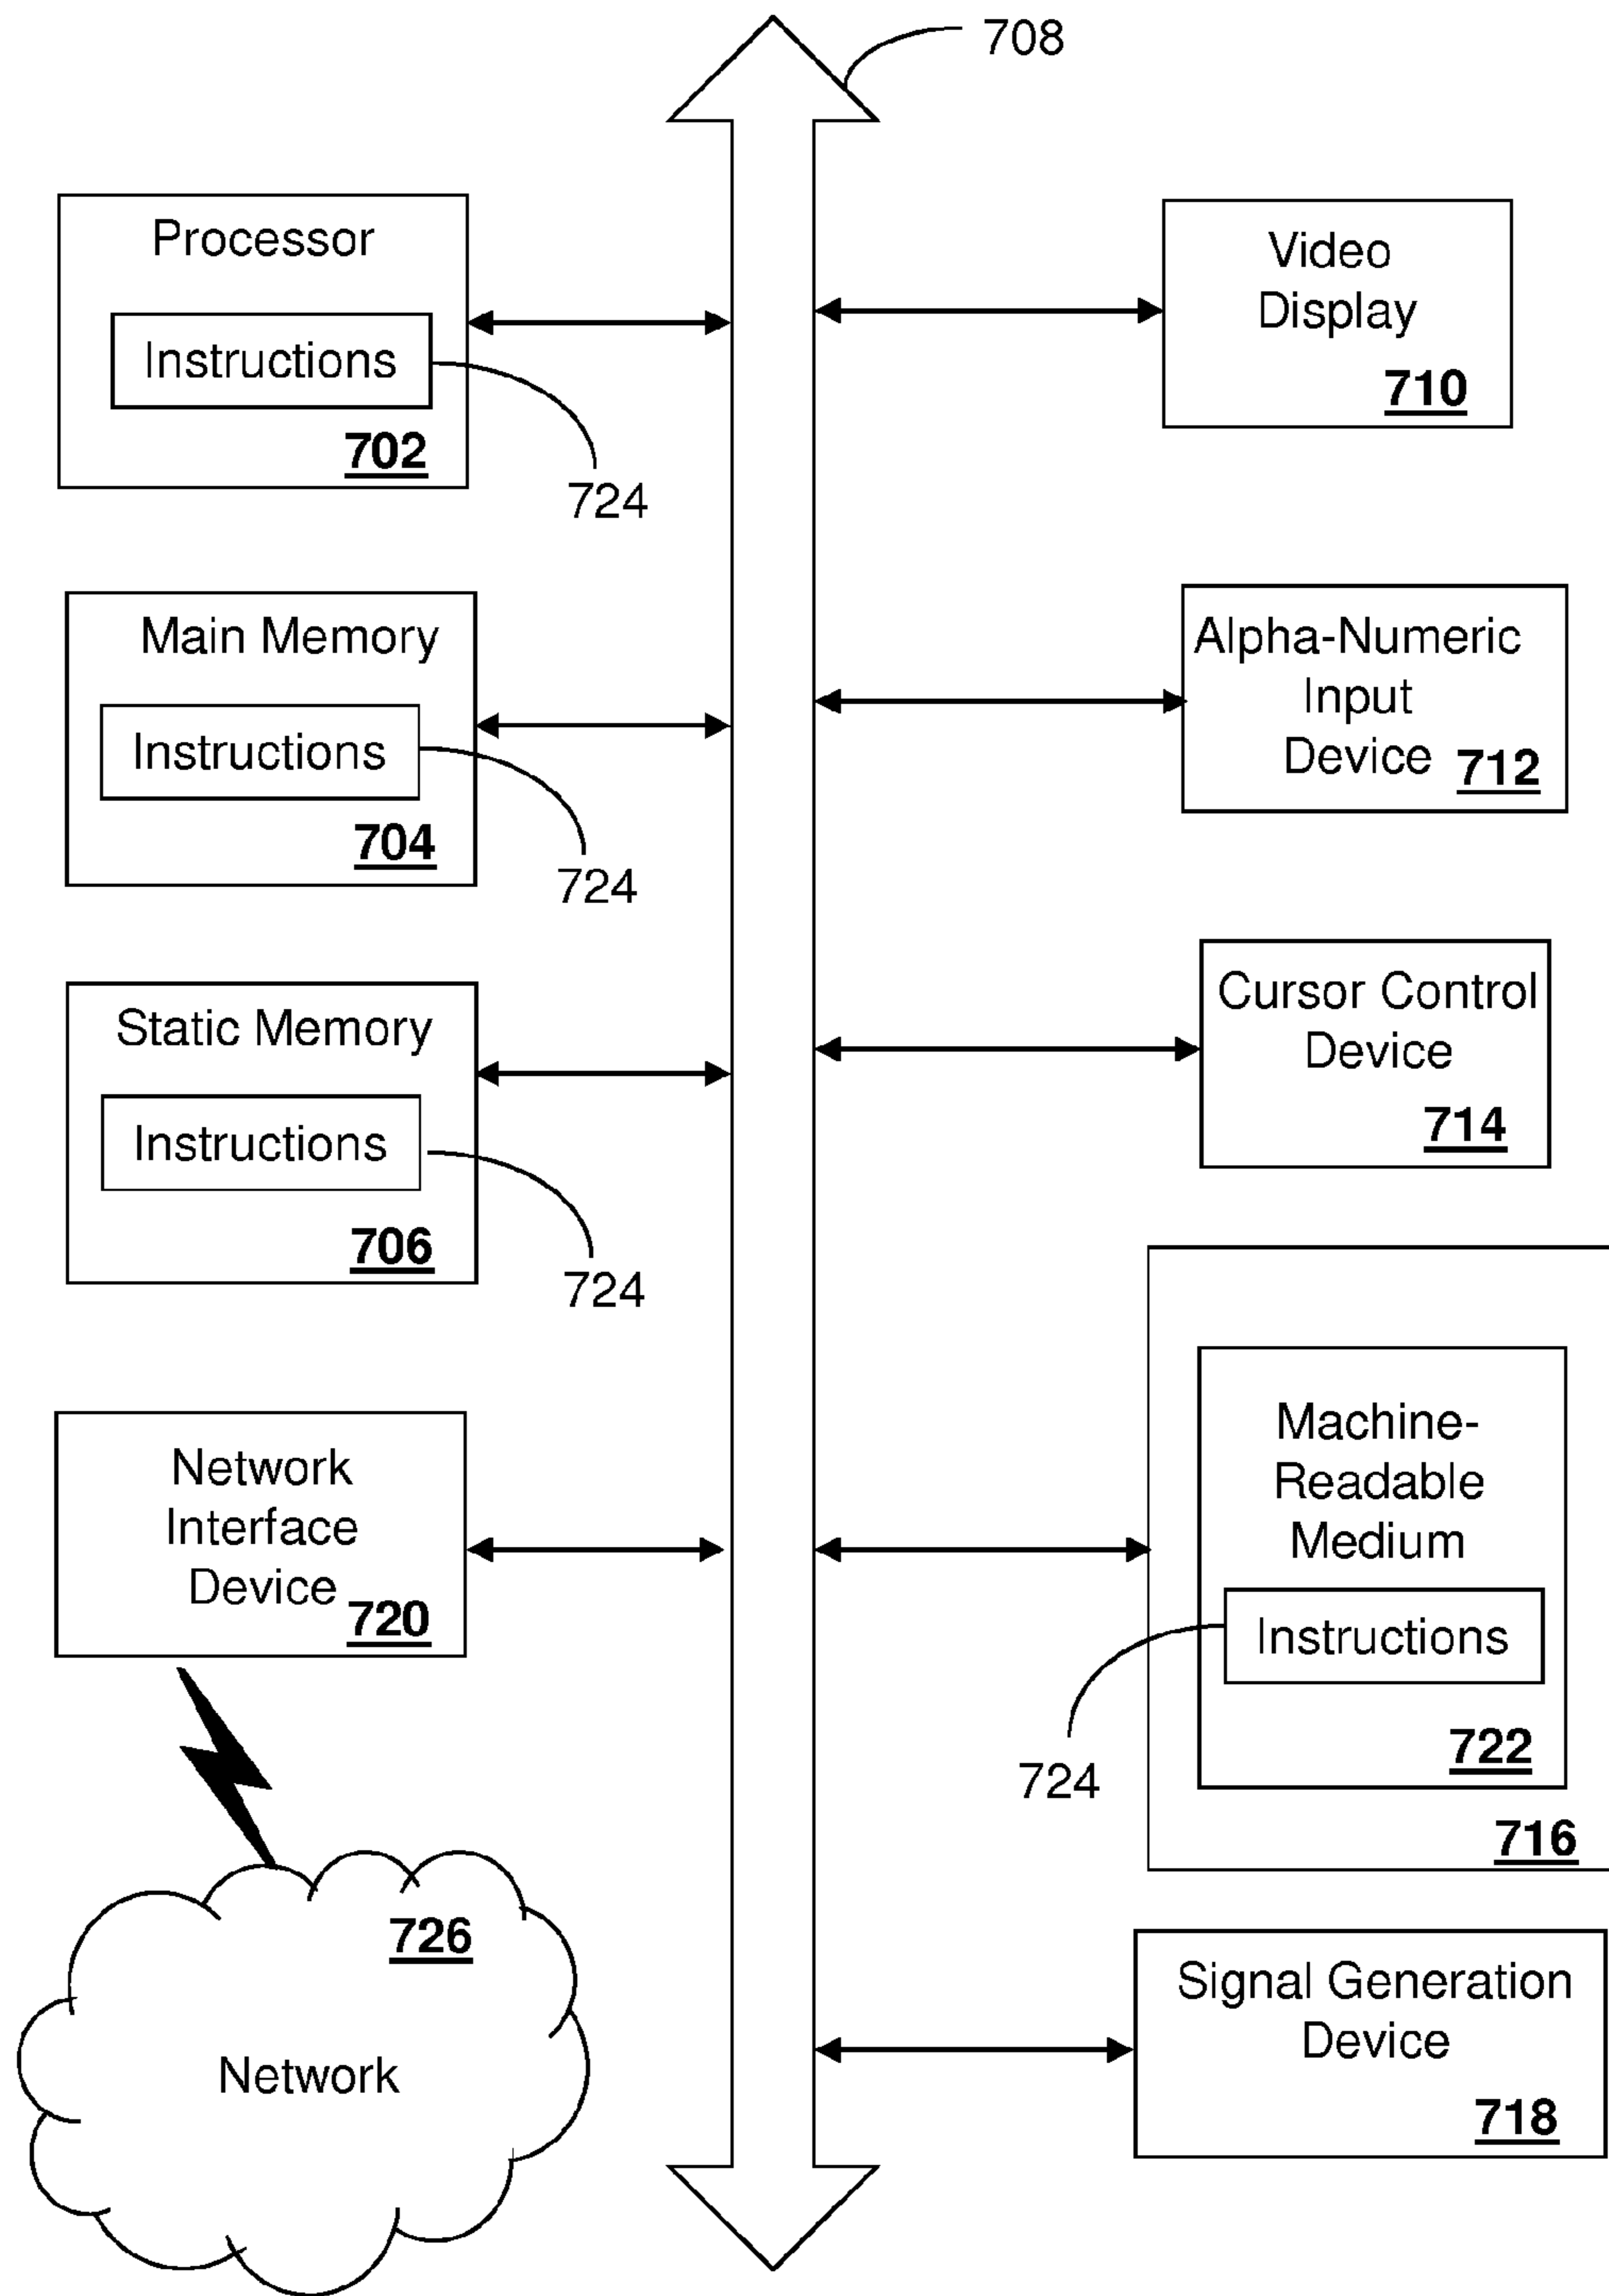 708
Processor
Instructions
702
724
Main Memory
Instructions
704
724
Static Memory
Instructions
706
724
Network
Interface
Device
720
726
Network
Video
Display
710
Alpha-Numeric
Input
Device
712
Cursor Control
Device
714
Machine-
Readable
Medium
Instructions
722
724
716
Signal Generation
Device
718